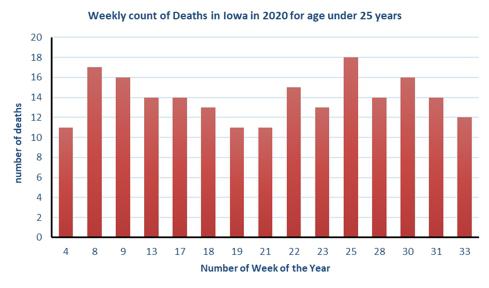 Weekly count of Deaths in Iowa in 2020 for age under 25 years
number of deaths
20
18
16
14
12
10
8
6
4
2
0
4 8 9 13 17 18 19 21 22 23 25 28 30 31 33
Number of Week of the Year